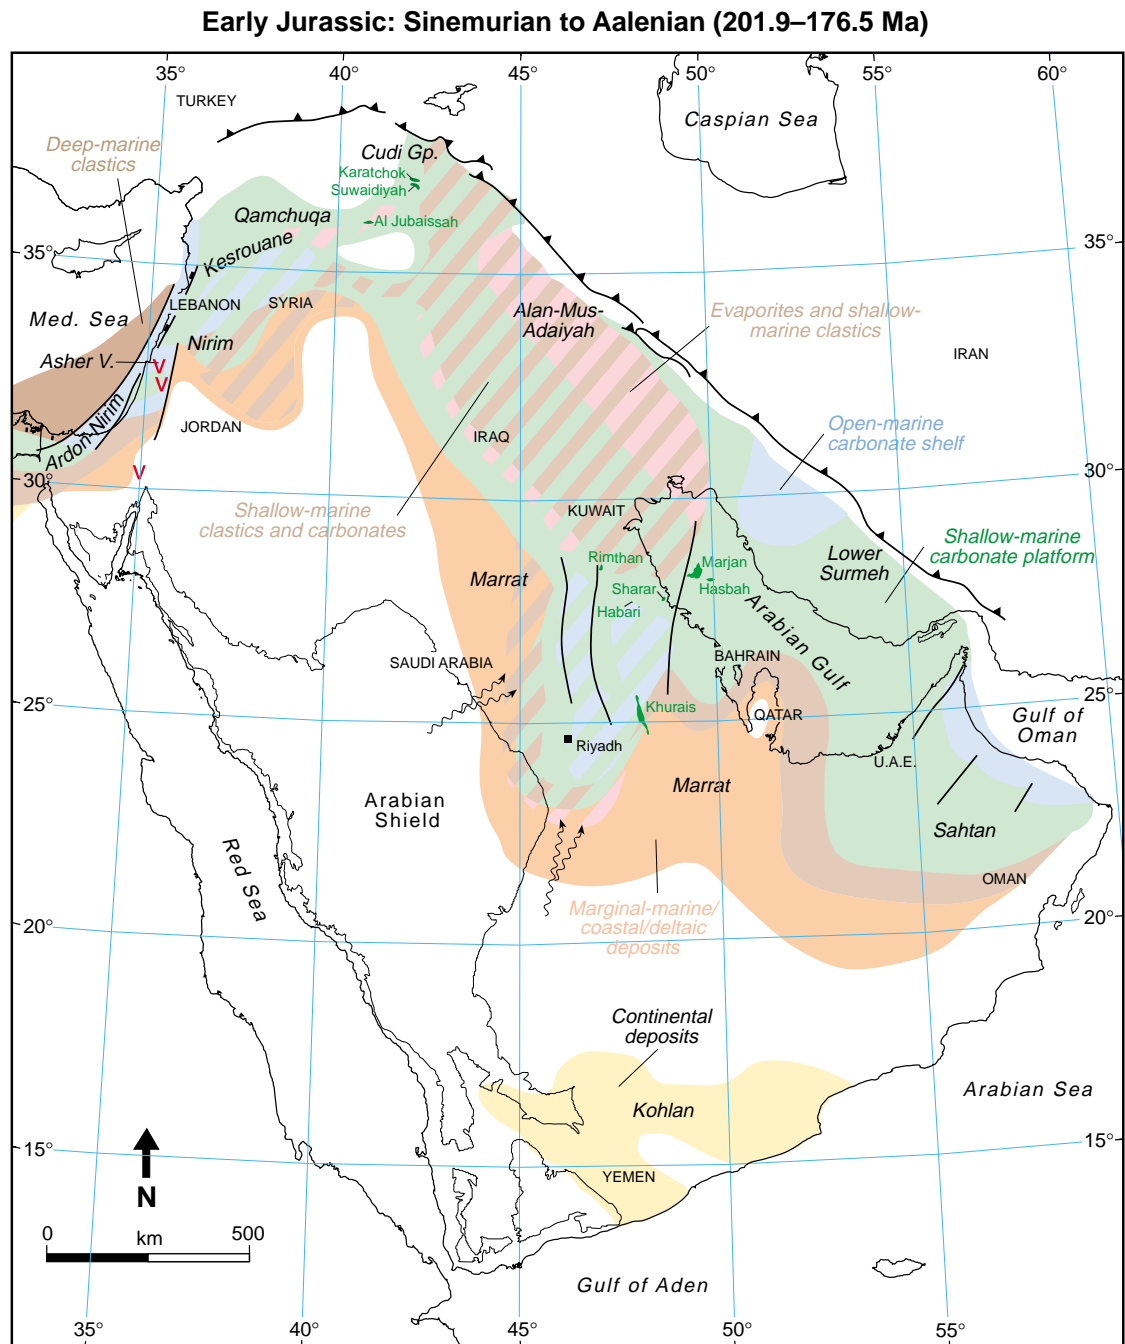 Early Jurassic: Sinemurian to Aalenian (201.9–176.5 Ma)
35°
40°
45°
50°
55°
60°
TURKEY
Caspian Sea
Deep-marine
clastics
Cudi Gp.
Karatchok
Suwaidiyah
Qamchuqa
Al Jubaissah
Kesrouane
35°
35°
LEBANON
SYRIA
Med. Sea
Alan-Mus-
Adaiyah
Evaporites and shallow-
marine clastics
Nirim
Asher V.
V
V
IRAN
Ardon-Nirim
JORDAN
IRAQ
Open-marine
carbonate shelf
V
30°
30°
Shallow-marine
clastics and carbonates
KUWAIT
Shallow-marine
carbonate platform
Lower
Surmeh
Rimthan
Marjan
Marrat
Sharar
Hasbah
Habari
Arabian Gulf
SAUDI ARABIA
BAHRAIN
25°
25°
Khurais
QATAR
Gulf of
Oman
Riyadh
U.A.E.
Marrat
Arabian
Shield
Sahtan
Red Sea
OMAN
Marginal-marine/
coastal/deltaic
deposits
20°
20°
Continental
deposits
Arabian Sea
Kohlan
15°
15°
YEMEN
N
0
km
500
Gulf of Aden
35°
40°
45°
50°
55°